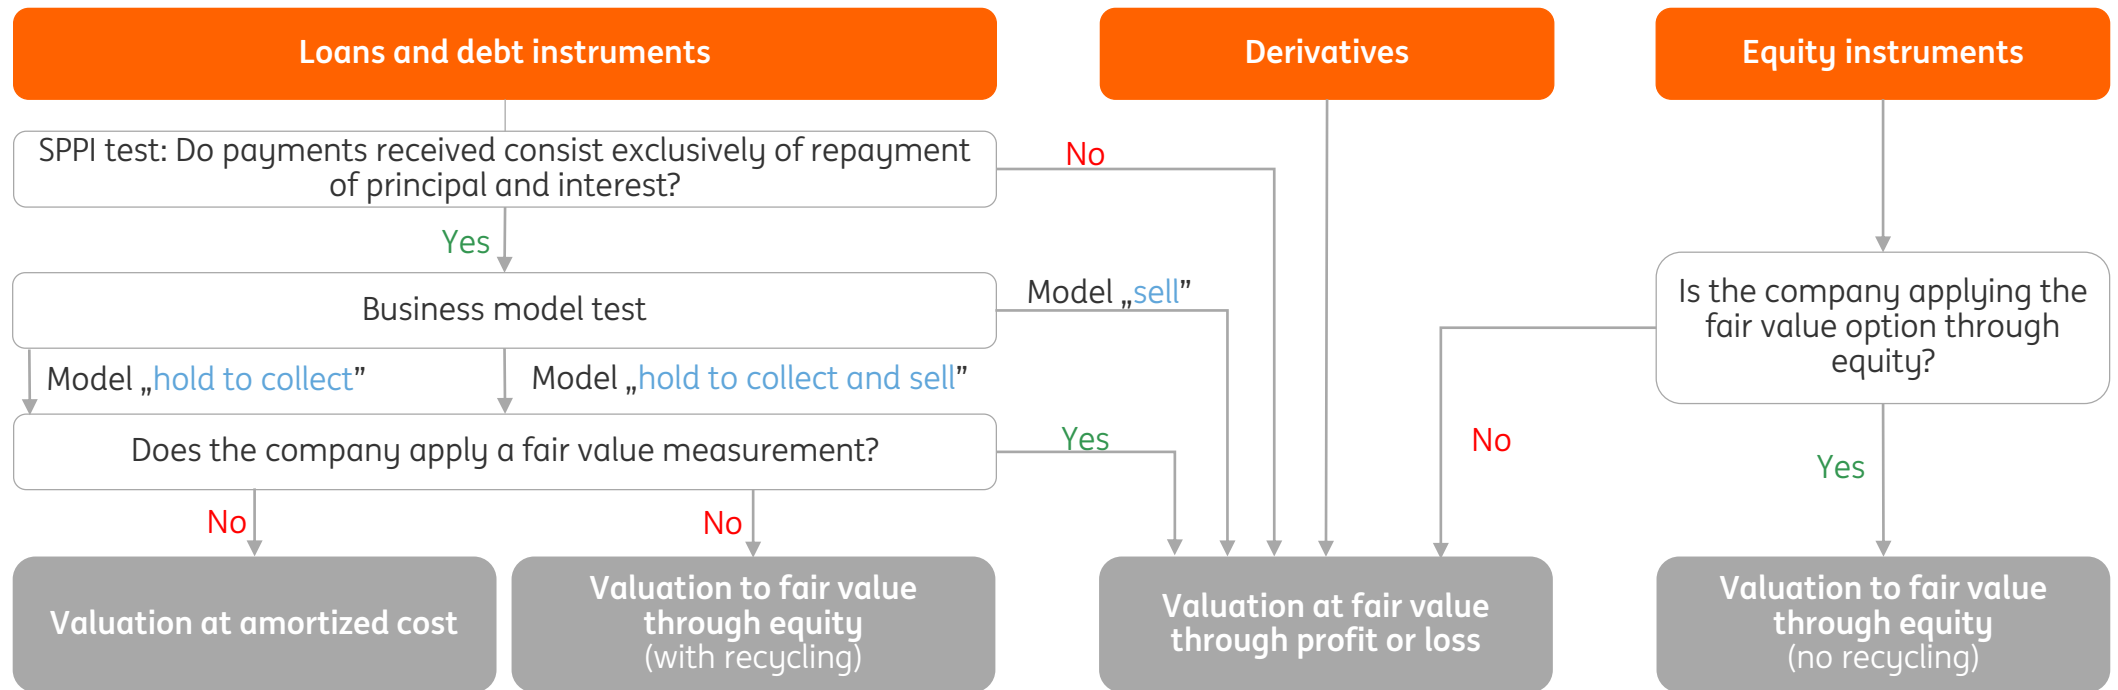 Loans and debt instruments
Derivatives
Equity instruments
SPPI test: Do payments received consist exclusively of repayment
of principal and interest?
No
Yes
Business model test
Model „sell”
Is the company applying the
fair value option through
equity?
Model „hold to collect”
Model „hold to collect and sell”
Does the company apply a fair value measurement?
Yes
No
Yes
No
No
Valuation at amortized cost
Valuation to fair value
through equity
(with recycling)
Valuation at fair value
through profit or loss
Valuation to fair value
through equity
(no recycling)